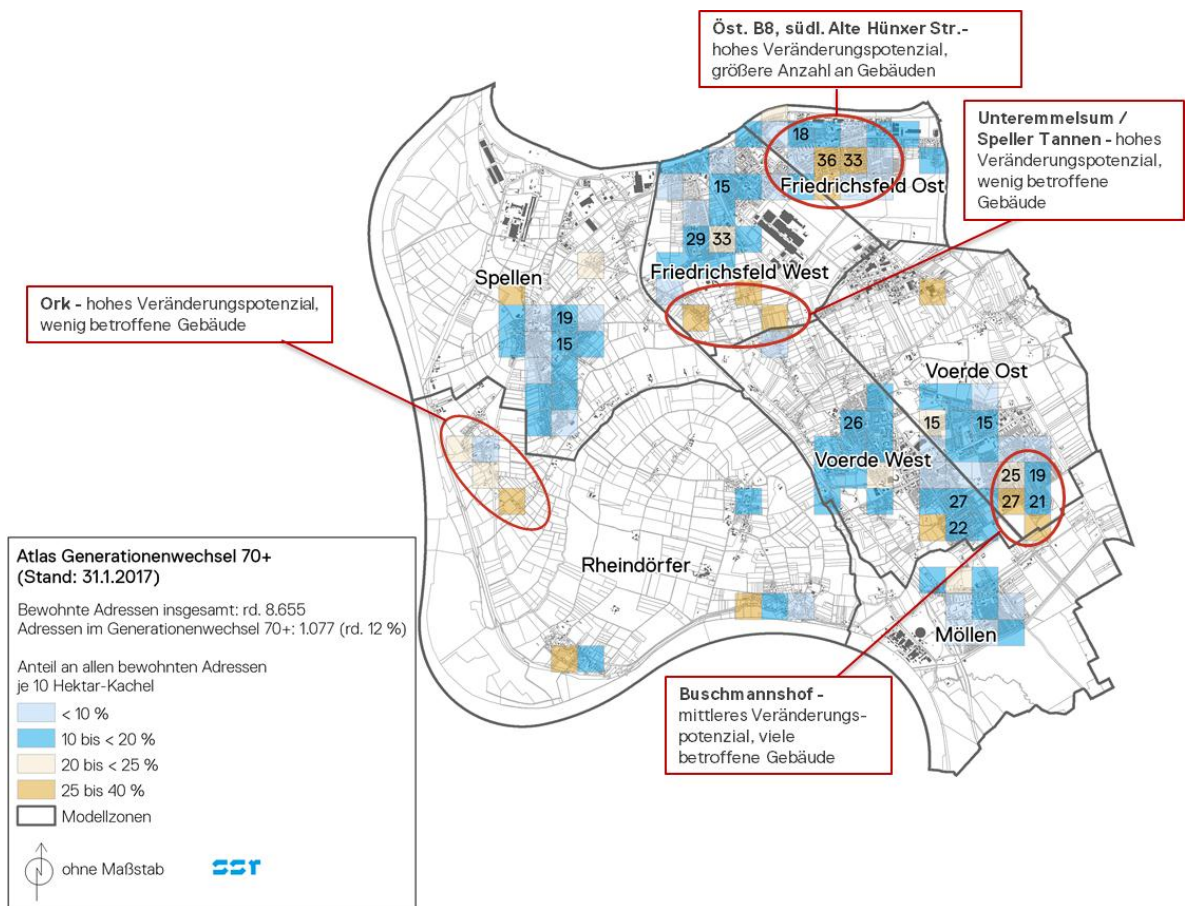 Öst. B8, südl. Alte Hünxer Str.-
hohes Veränderungspotenzial,
größere Anzahl an Gebäuden
Unteremmelsum /
Speller Tannen - hohes
Veränderungspotenzial,
wenig betroffene
Gebäude
18
36 33
Friedrichsfeld Ost
15
29 33
Friedrichsfeld West
Spellen
Ork - hohes Veränderungspotenzial,
wenig betroffene Gebäude
19
15
Voerde Ost
26
15
15
Voerde West
25 19
27 21
27
22
Rheindörfer
Möllen
Buschmannshof -
mittleres Veränderungs-
potenzial, viele
betroffene Gebäude
Atlas Generationenwechsel 70+
(Stand: 31.1.2017)
Bewohnte Adressen insgesamt: rd. 8.655
Adressen im Generationenwechsel 70+: 1.077 (rd. 12 %)
Anteil an allen bewohnten Adressen
je 10 Hektar-Kachel
< 10 %
10 bis < 20 %
20 bis < 25 %
25 bis 40 %
Modellzonen
N
ohne Maßstab
ssr